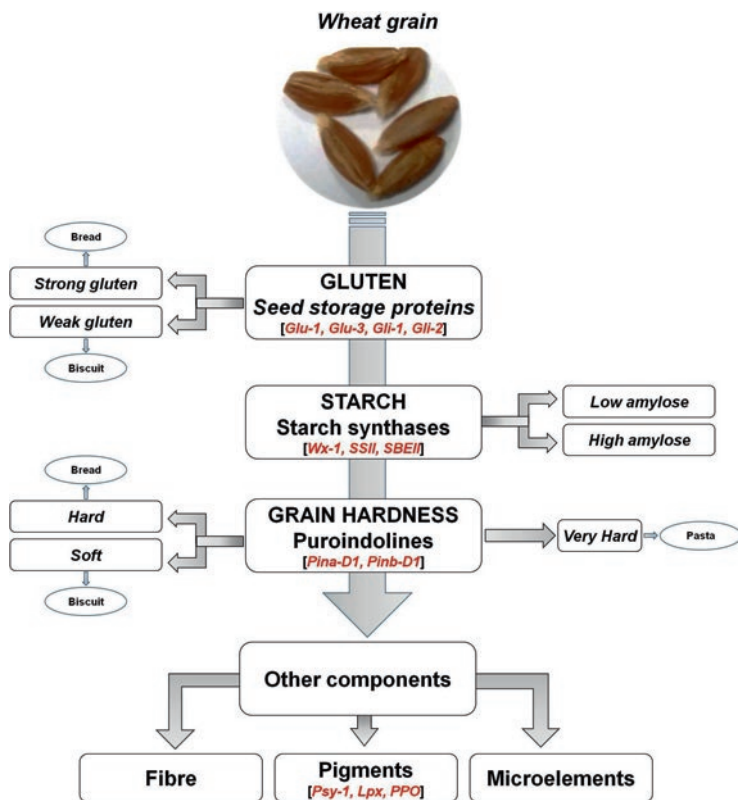 Wheat grain
Bread
Strong gluten
Weak gluten
Biscuit
GLUTEN
Seed storage proteins
[Glu-1, Glu-3, Gli-1, Gli-2]
STARCH
Starch synthases
[Wx-1, SSII, SBEII]
Low amylose
High amylose
Bread
Hard
Soft
Biscuit
GRAIN HARDNESS
Puroindolines
[Pina-D1, Pinb-D1]
Very Hard
Pasta
Other components
Fibre
Pigments
[Psy-1, Lpx, PPO]
Microelements